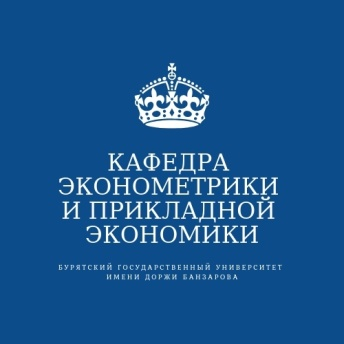 КАФЕДРА
ЭКОНОМЕТРИКИ
И ПРИКЛАДНОЙ
ЭКОНОМИКИ
БУРЯТСКИЙ ГОСУДАРСТВЕННЫЙ УНИВЕРСИТЕТ
ИМЕНИ ДОРЖИ БАНЗАРОВА